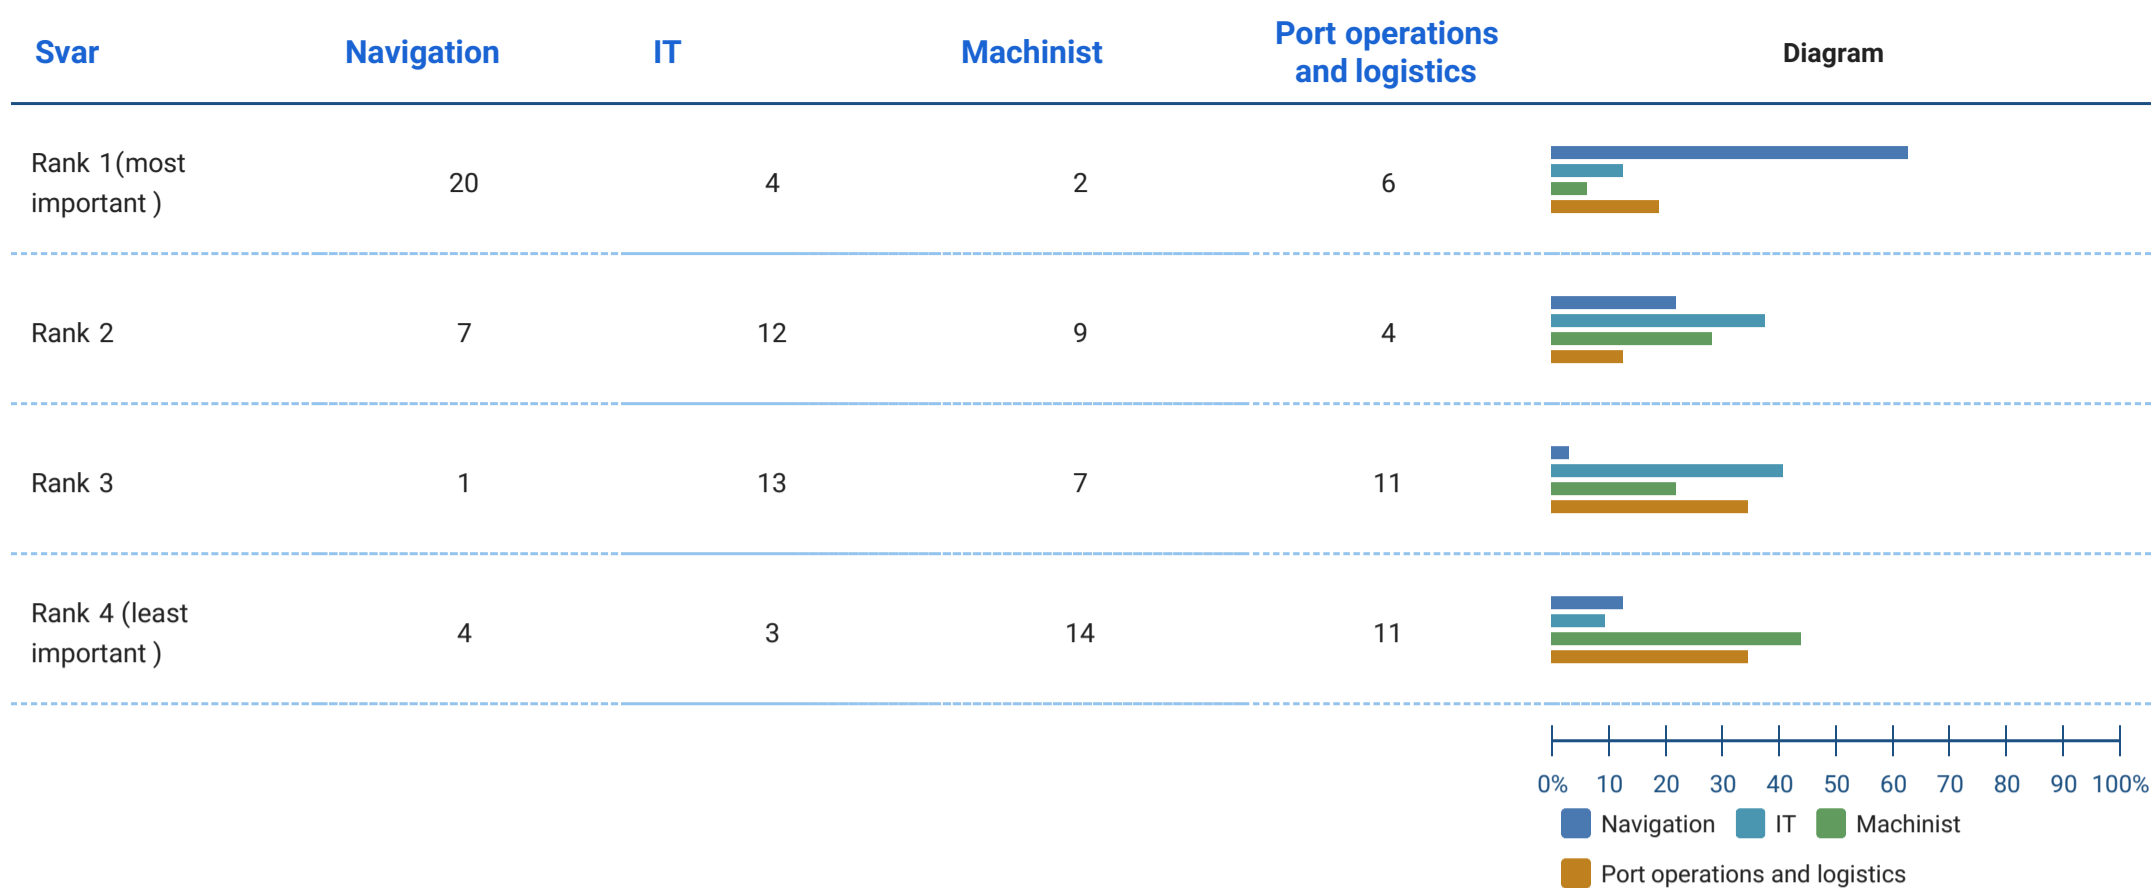 Svar Navigation IT Machinist Port operations
and logistics Diagram
Rank 1(most
important )
20 4 2 6
Rank 2 7 12 9 4
Rank 3 1 13 7 11
Rank 4 (least
important )
4 3 14 11
0% 10 20 30 40 50 60 70 80 90 100%
Navigation IT Machinist
Port operations and logistics